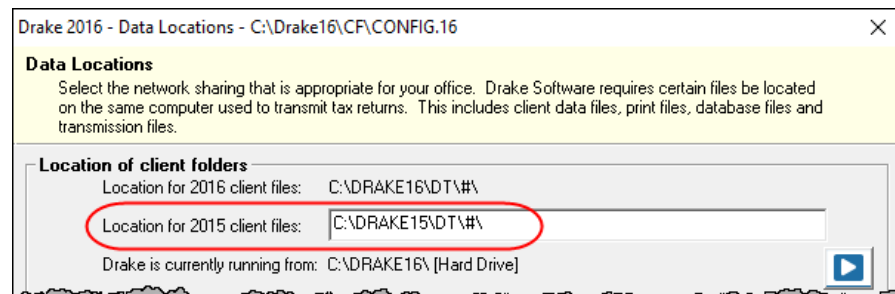 Drake 2016 - Data Locations - C:\Drake16\CF\CONFIG.16
Data Locations
Select the network sharing that is appropriate for your office. Drake Software requires certain files be located
on the same computer used to transmit tax returns. This includes client data files, print files, database files and
transmission files.
Location of client folders
Location for 2016 client files: C:\DRAKE16\DT\#\
Location for 2015 client files: C:\DRAKE15\DT\#\
Drake is currently running from: C:\DRAKE16\ [Hard Drive]